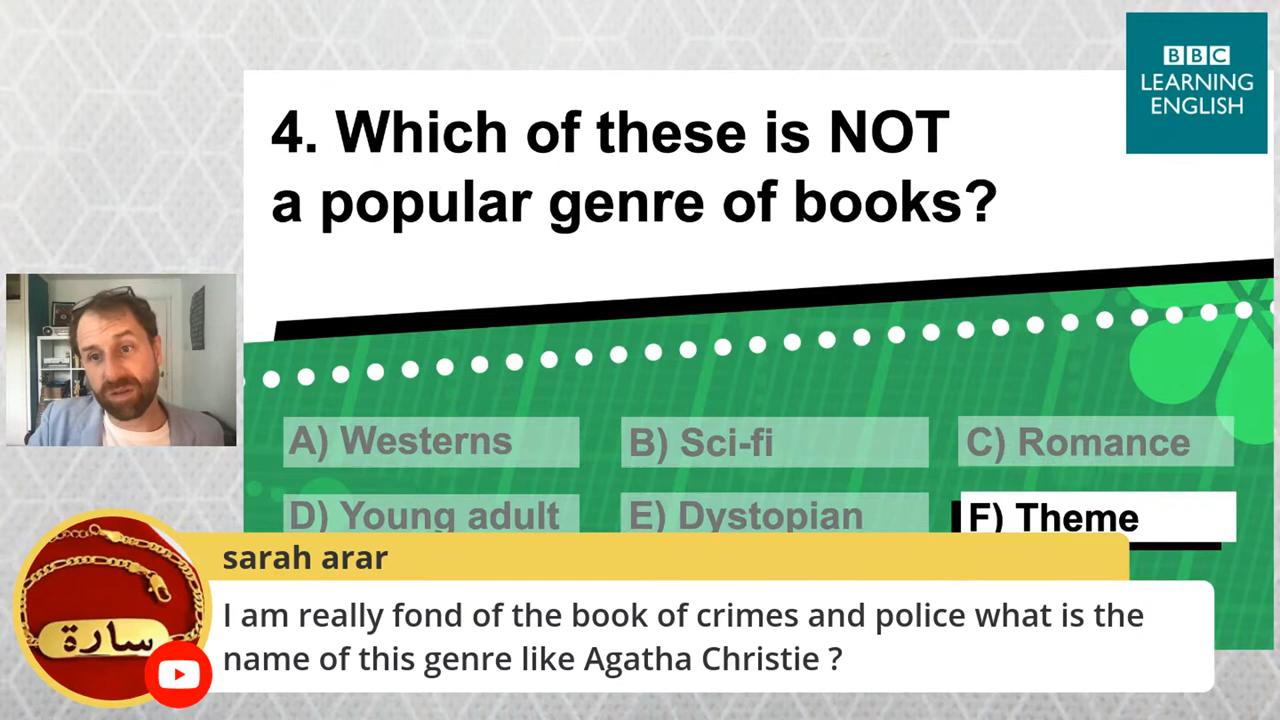 BBC
LEARNING
ENGLISH
4. Which of these is NOT
a popular genre of books?
A) Westerns
B) Sci-fi
C) Romance
D) Young adult
E) Dystopian
F) Theme
sarah arar
I am really fond of the book of crimes and police what is the
name of this genre like Agatha Christie ?
سارة